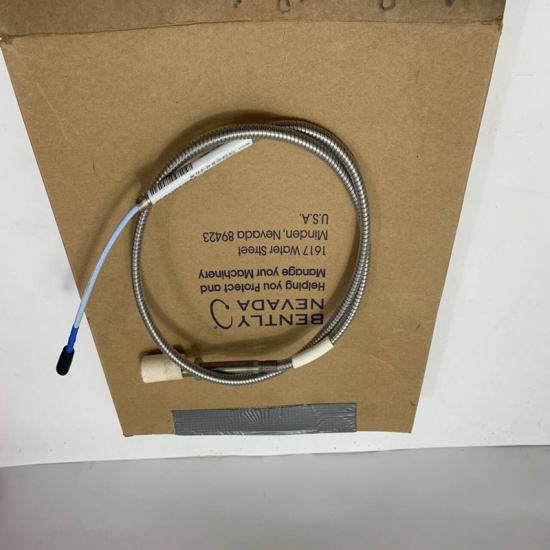 BENTLY
NEVADA
Helping you Protect and
Manage your Machinery
1617 Water Street
Minden, Nevada 89423
U.S.A.